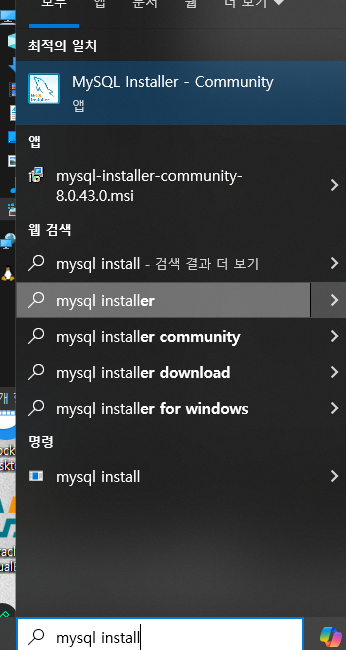 모두 앱 문서 웹 더 보기
최적의 일치
MySQL Installer - Community
앱
앱
mysql-installer-community-
8.0.43.0.msi
웹 검색
mysql install - 검색 결과 더 보기
mysql installer
mysql installer community
mysql installer download
mysql installer for windows
명령
mysql install
mysql install